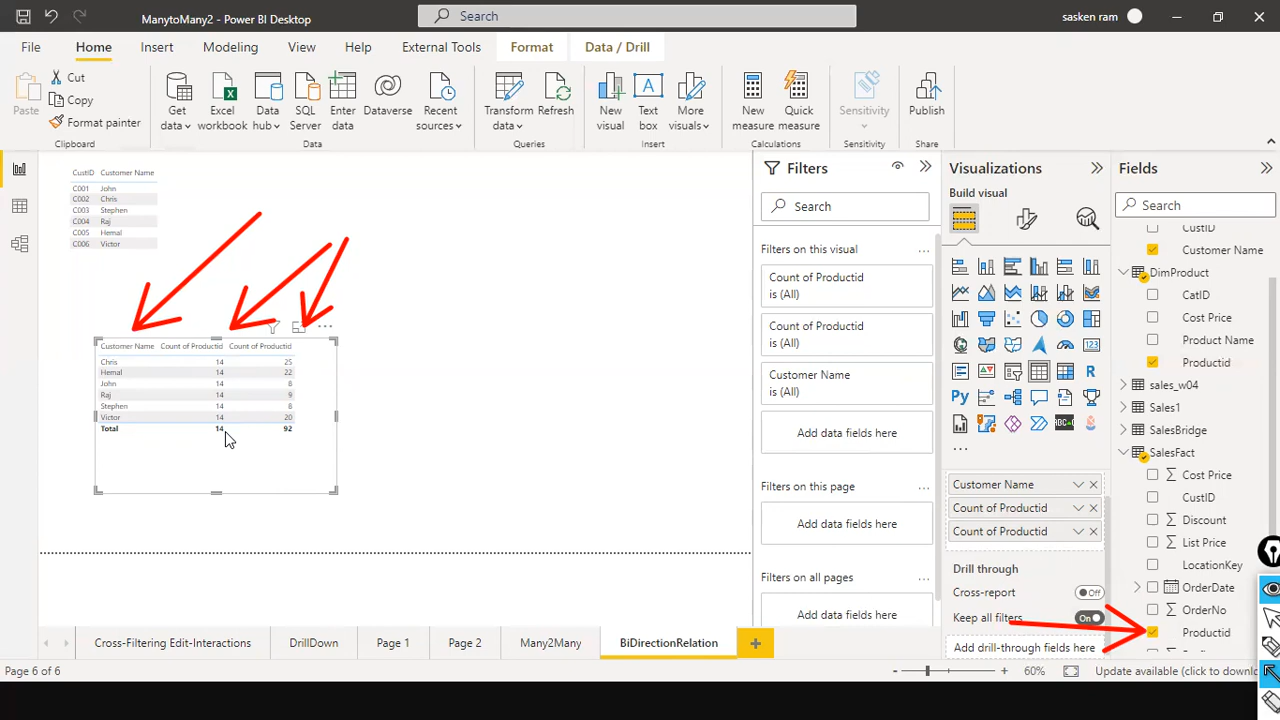 ManytoMany2 - Power BI Desktop
Search
sasken ram
File
Home
Insert
Modeling
View
Help
External Tools
Format
Data / Drill
Paste
Cut
Copy
Format painter
Clipboard
Get data
Excel workbook
Data hub
SQL Server
Enter data
Dataverse
Recent sources
Data
Transform data
Refresh
Queries
New visual
Text box
More visuals
Insert
New measure
Quick measure
Calculations
Sensitivity
Sensitivity
Publish
Share
CustID Customer Name
C001 John
C002 Chris
C003 Stephen
C004 Raj
C005 Hemal
C006 Victor
Customer Name Count of Productid Count of Productid
Chris 14 25
Hemal 14 22
John 14 8
Raj 14 9
Stephen 14 8
Victor 14 20
Total 14 92
Filters
Search
Filters on this visual
Count of Productid
is (All)
Count of Productid
is (All)
Customer Name
is (All)
Add data fields here
Filters on this page
Add data fields here
Filters on all pages
Add data fields here
Visualizations
Build visual
123
R
Py
ABC
Customer Name
Count of Productid
Count of Productid
Drill through
Cross-report
Off
Keep all filters
On
Add drill-through fields here
Fields
Search
CustID
Customer Name
DimProduct
CatID
Cost Price
Product Name
Productid
sales_w04
Sales1
SalesBridge
SalesFact
Cost Price
CustID
Discount
List Price
LocationKey
OrderDate
OrderNo
Productid
Cross-Filtering Edit-Interactions
DrillDown
Page 1
Page 2
Many2Many
BiDirectionRelation
Page 6 of 6
60%
Update available (click to downlo